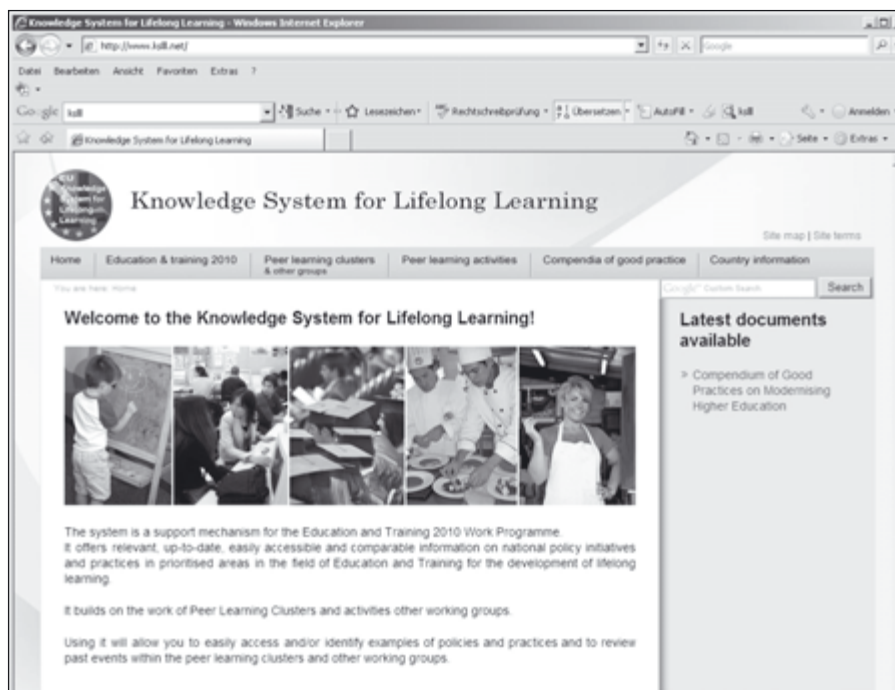 Knowledge System for Lifelong Learning - Windows Internet Explorer
http://www.ksll.net/
Google
Datei Bearbeiten Ansicht Favoriten Extras ?
Google ksll Suche Lesezeichen Rechtschreibprüfung Übersetzen AutoFill ksll Anmelden
Knowledge System for Lifelong Learning Seite Extras
EU
Knowledge
System for
Lifelong
Learning
Knowledge System for Lifelong Learning
Site map | Site terms
Home Education & training 2010 Peer learning clusters Peer learning activities Compendia of good practice Country information
& other groups
You are here: Home Google™ Custom Search Search
Welcome to the Knowledge System for Lifelong Learning!
The system is a support mechanism for the Education and Training 2010 Work Programme.
It offers relevant, up-to-date, easily accessible and comparable information on national policy initiatives
and practices in prioritised areas in the field of Education and Training for the development of lifelong
learning.
It builds on the work of Peer Learning Clusters and activities other working groups.
Using it will allow you to easily access and/or identify examples of policies and practices and to review
past events within the peer learning clusters and other working groups.
Latest documents
available
» Compendium of Good
Practices on Modernising
Higher Education